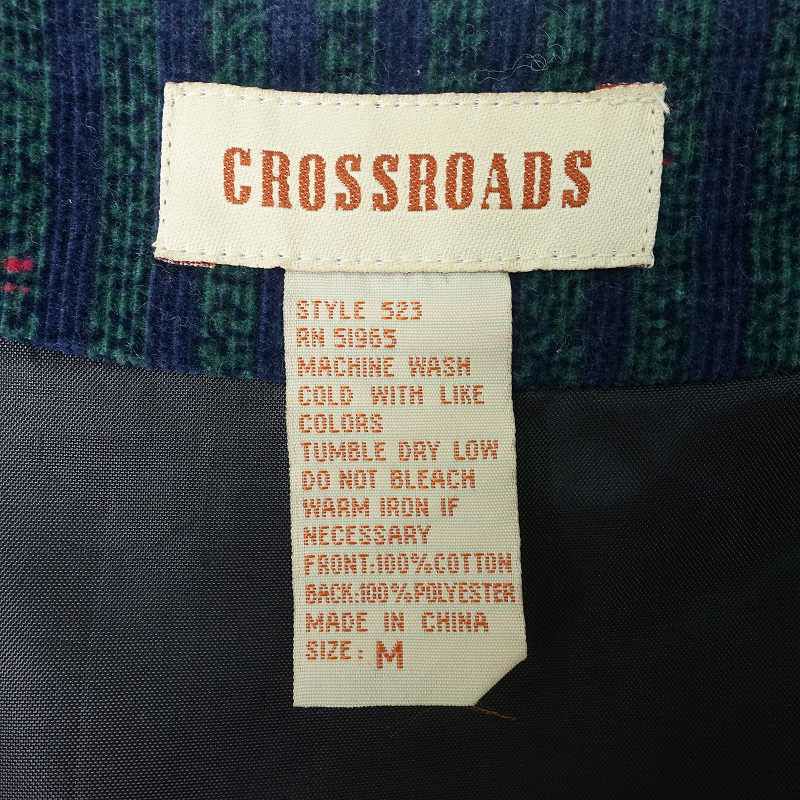 CROSSROADS
STYLE 523
RN 51965
MACHINE WASH
COLD WITH LIKE
COLORS
TUMBLE DRY LOW
DO NOT BLEACH
WARM IRON IF
NECESSARY
FRONT:100%COTTON
BACK:100%POLYESTER
MADE IN CHINA
SIZE: M